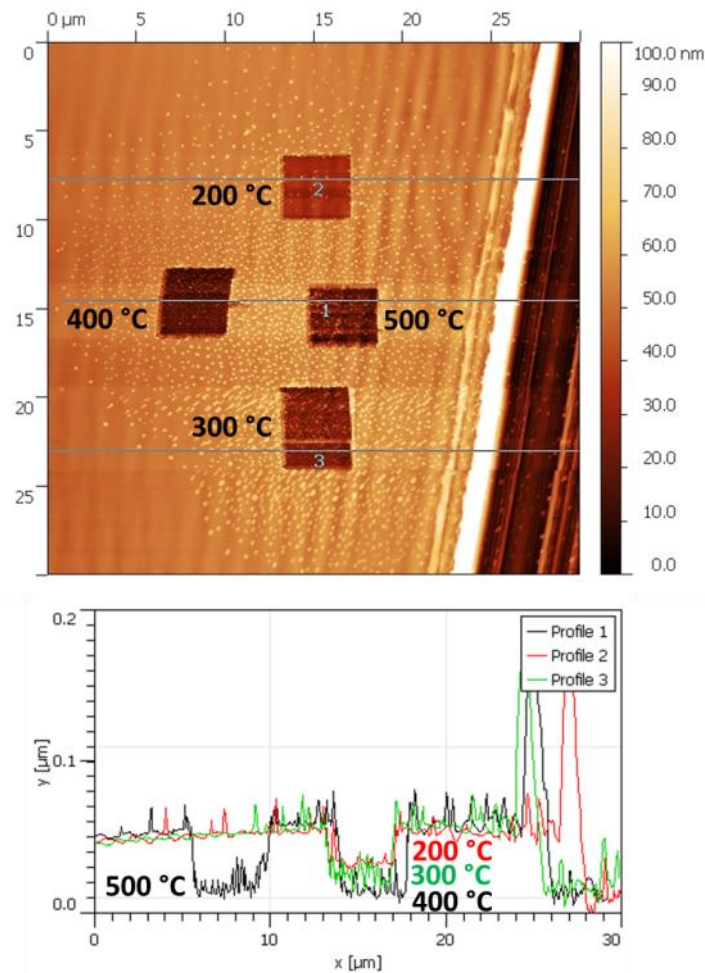 0 µm 5 10 15 20 30
0
5
10
15
20
25
100.0 nm
90.0
80.0
70.0
60.0
50.0
40.0
30.0
20.0
10.0
0.0
200 °C
2
400 °C
1
500 °C
300 °C
3
0.2
0.1
0.0
y [µm]
Profile 1
Profile 2
Profile 3
500 °C
200 °C
300 °C
400 °C
0 10 20 30
x [µm]